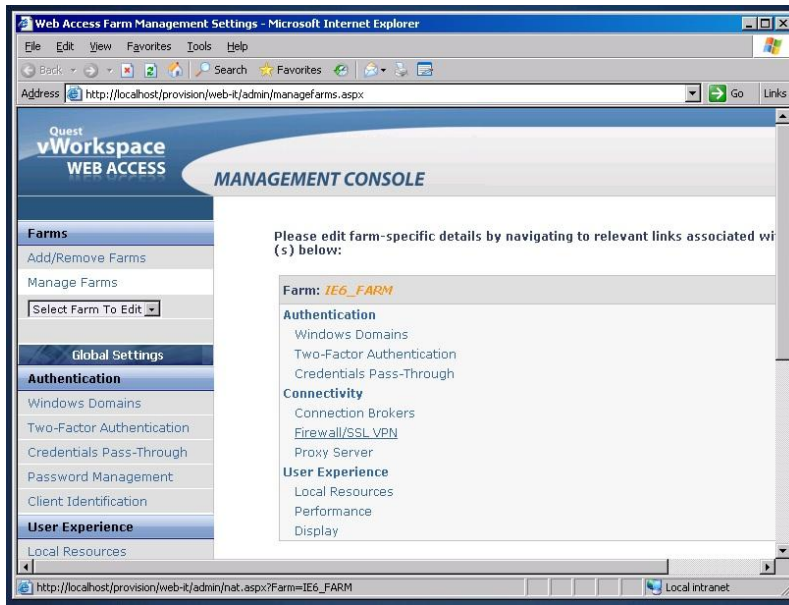 Web Access Farm Management Settings - Microsoft Internet Explorer
File Edit View Favorites Tools Help
Back Search Favorites
Address http://localhost/provision/web-it/admin/managefarms.aspx Go Links
Quest
vWorkspace
WEB ACCESS
MANAGEMENT CONSOLE
Farms
Add/Remove Farms
Manage Farms
Select Farm To Edit
Global Settings
Authentication
Windows Domains
Two-Factor Authentication
Credentials Pass-Through
Password Management
Client Identification
User Experience
Local Resources
Please edit farm-specific details by navigating to relevant links associated wi
(s) below:
Farm: IE6_FARM
Authentication
Windows Domains
Two-Factor Authentication
Credentials Pass-Through
Connectivity
Connection Brokers
Firewall/SSL VPN
Proxy Server
User Experience
Local Resources
Performance
Display
http://localhost/provision/web-it/admin/nat.aspx?Farm=IE6_FARM Local intranet